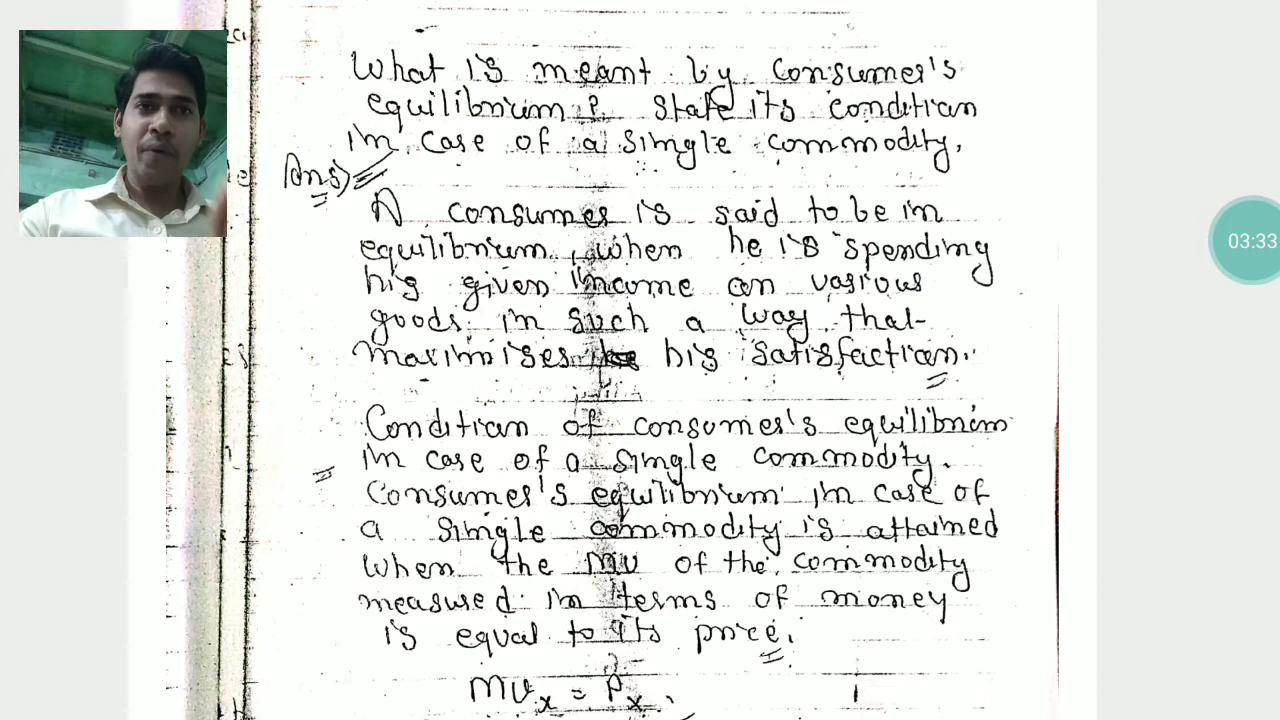 What is meant by consumer's
equilibrium? State its condition
in case of a single commodity.
Ans)
A consumer is said to be in
equilibrium, when he is spending
his given income on various
goods in such a way that
maximises his satisfaction.
Condition of consumer's equilibrium
in case of a single commodity.
Consumer's equilibrium in case of
a single commodity is attained
when the MU of the commodity
measured in terms of money
is equal to its price.
MUx = Px
03:33